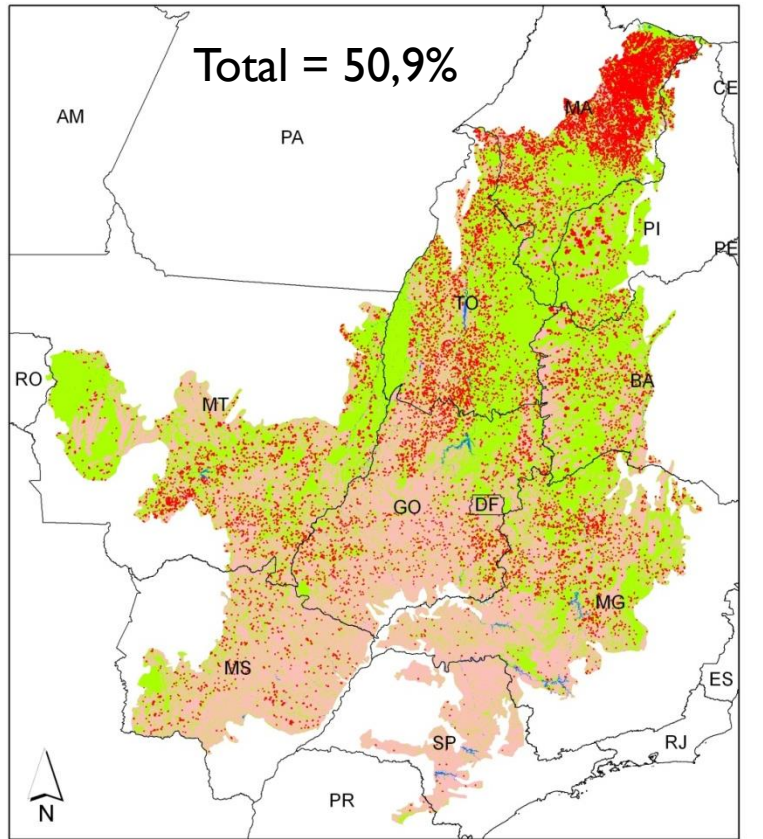 Total = 50,9%
CE
MA
AM
PA
PI
PE
TO
RO
BA
MT
GO
DF
MG
MS
ES
SP
RJ
PR
N